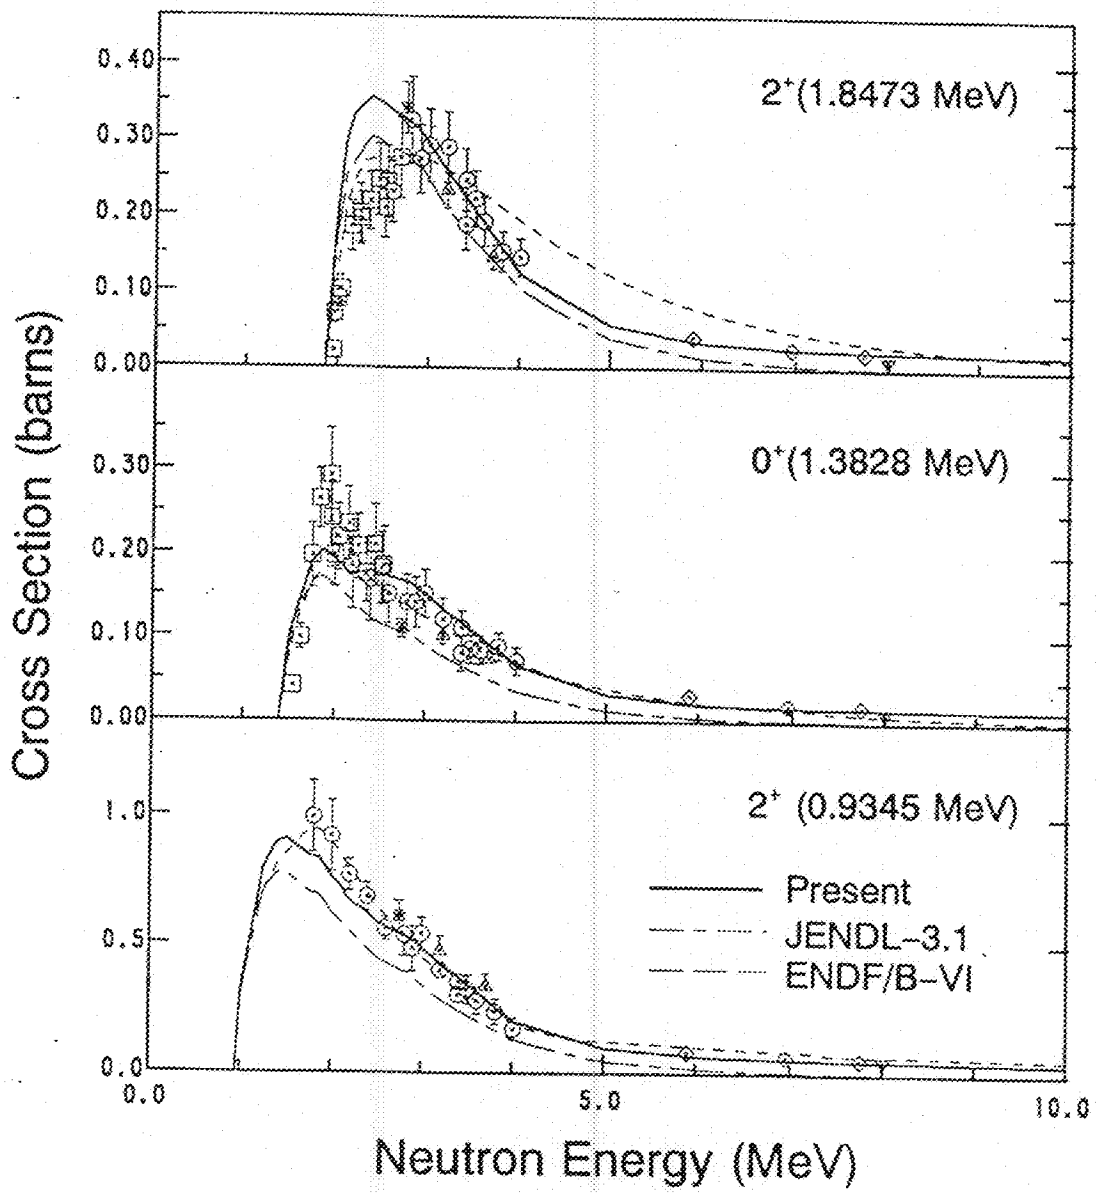 0.40
2⁺(1.8473 MeV)
0.30
0.20
0.10
0.00
0.30
0⁺(1.3828 MeV)
0.20
0.10
0.00
1.0
2⁺ (0.9345 MeV)
Present
0.5
JENDL-3.1
ENDF/B-VI
0.0
0.0
5.0
10.0
Cross Section (barns)
Neutron Energy (MeV)